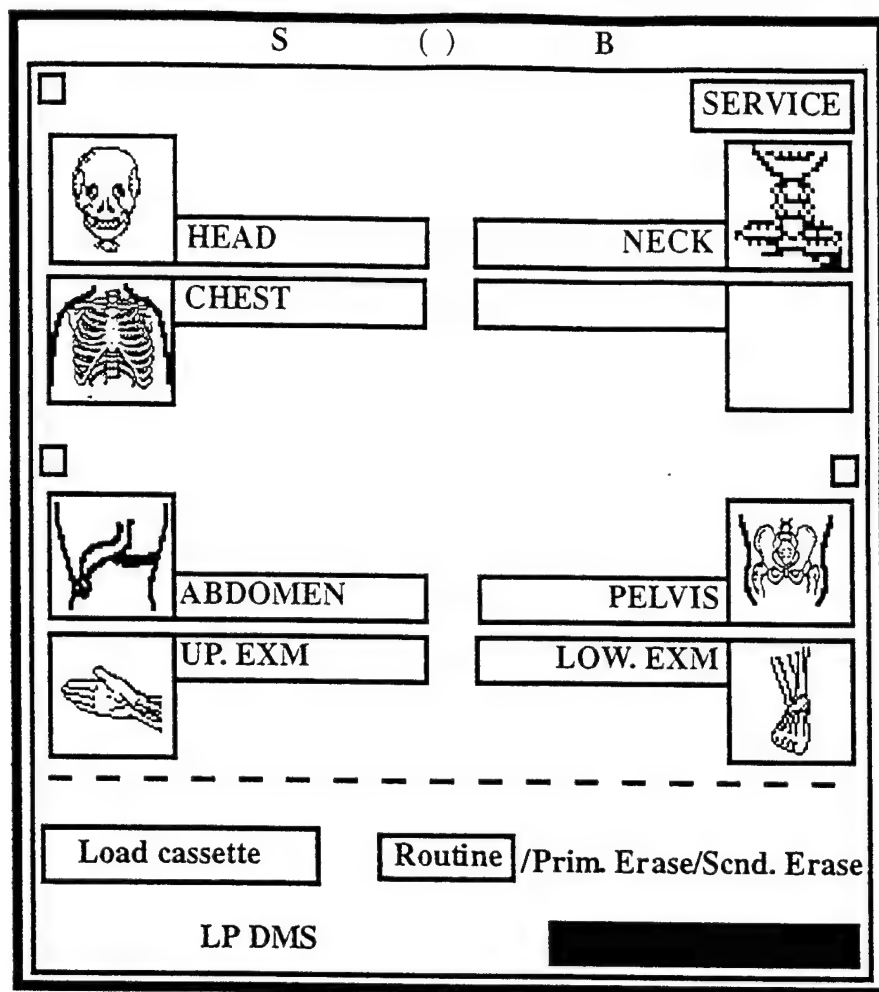 S ( ) B
SERVICE
HEAD NECK
CHEST
ABDOMEN PELVIS
UP. EXM LOW. EXM
Load cassette Routine /Prim. Erase/Scnd. Erase
LP DMS